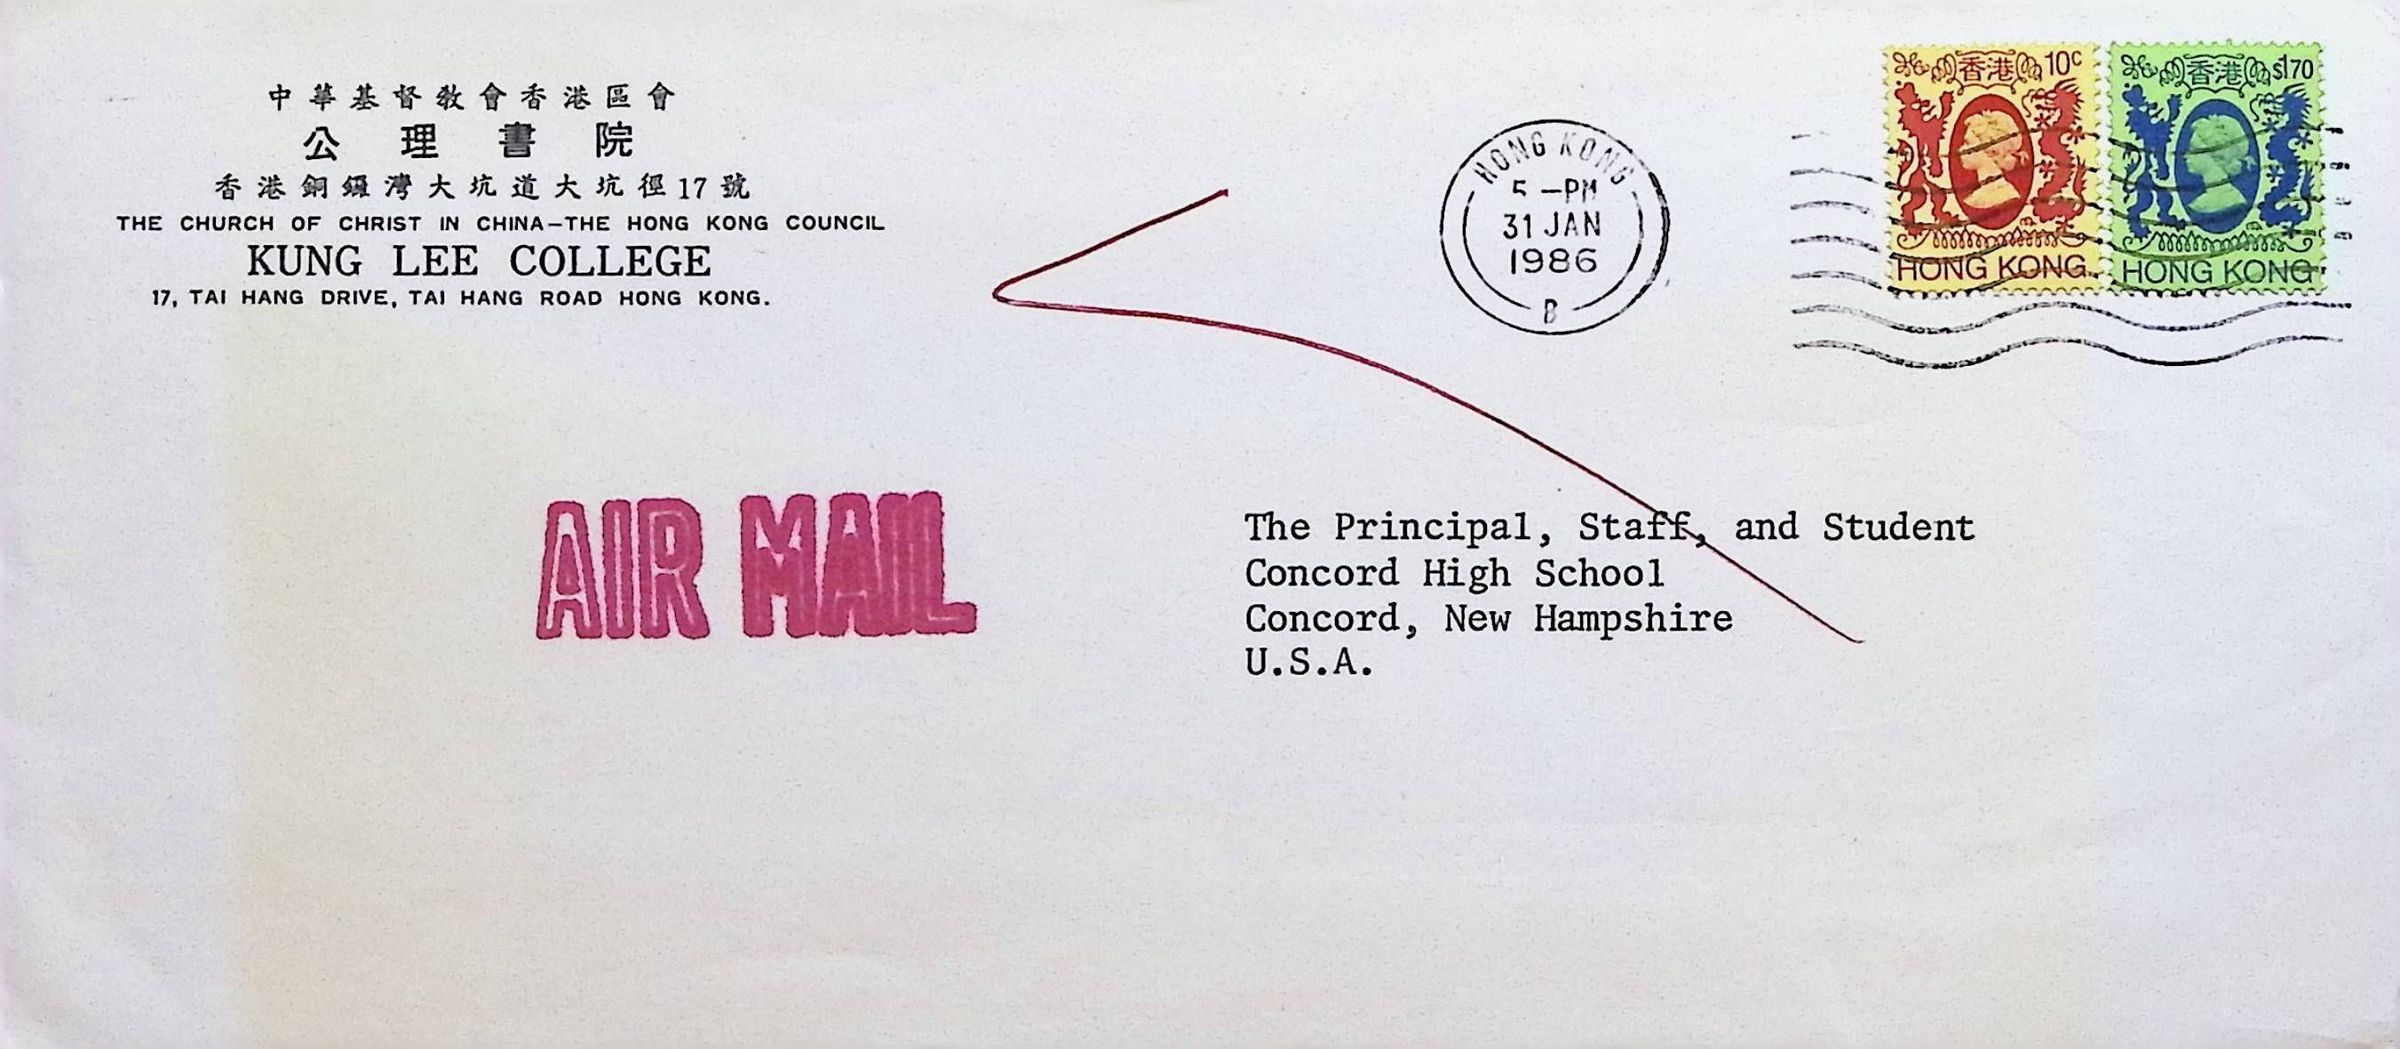 中華基督教會香港區會
公理書院
香港銅鑼灣大坑道大坑徑17號
THE CHURCH OF CHRIST IN CHINA—THE HONG KONG COUNCIL
KUNG LEE COLLEGE
17, TAI HANG DRIVE, TAI HANG ROAD HONG KONG.
HONG KONG
5 –PM
31 JAN
1986
B
香港 10c
HONG KONG
香港 $1.70
HONG KONG
AIR MAIL
The Principal, Staff, and Student
Concord High School
Concord, New Hampshire
U.S.A.